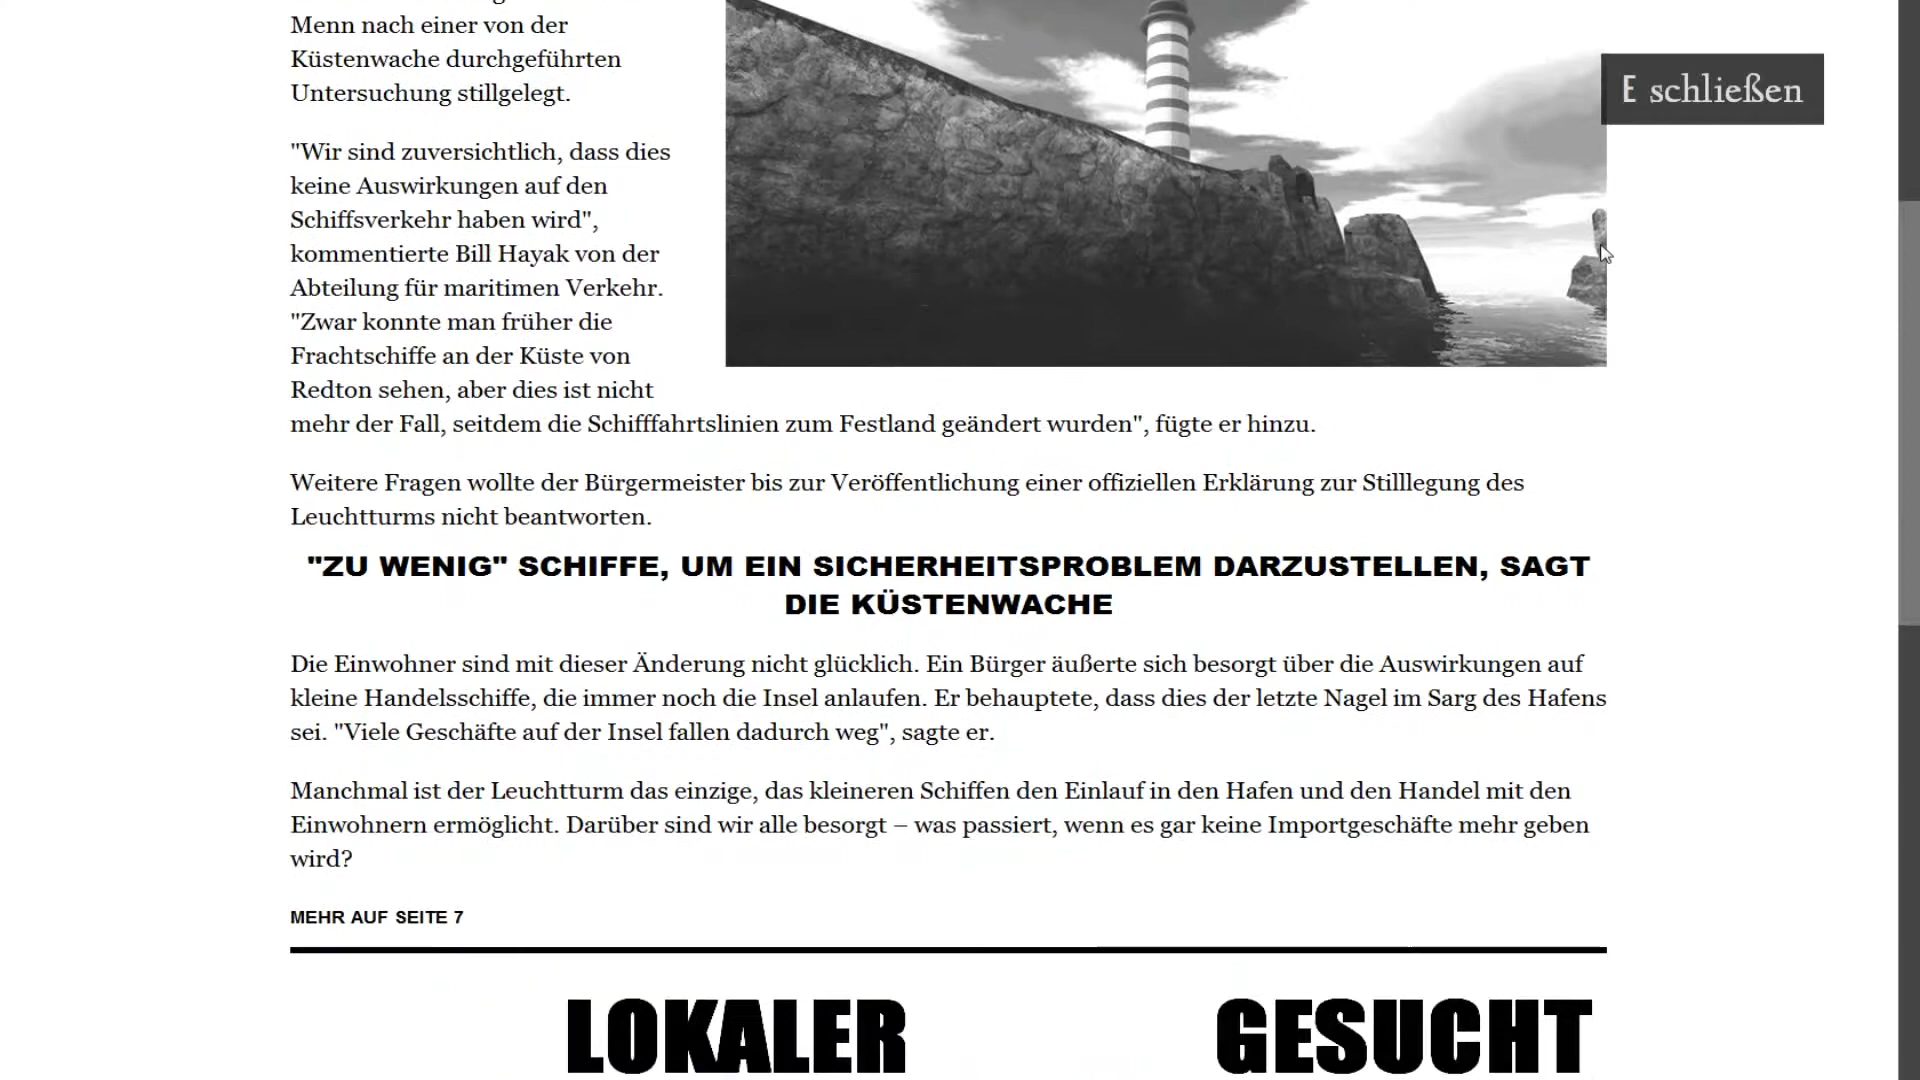 Menn nach einer von der
Küstenwache durchgeführten
Untersuchung stillgelegt.
"Wir sind zuversichtlich, dass dies
keine Auswirkungen auf den
Schiffsverkehr haben wird",
kommentierte Bill Hayak von der
Abteilung für maritimen Verkehr.
"Zwar konnte man früher die
Frachtschiffe an der Küste von
Redton sehen, aber dies ist nicht
mehr der Fall, seitdem die Schifffahrtslinien zum Festland geändert wurden", fügte er hinzu.
Weitere Fragen wollte der Bürgermeister bis zur Veröffentlichung einer offiziellen Erklärung zur Stilllegung des
Leuchtturms nicht beantworten.
"ZU WENIG" SCHIFFE, UM EIN SICHERHEITSPROBLEM DARZUSTELLEN, SAGT
DIE KÜSTENWACHE
Die Einwohner sind mit dieser Änderung nicht glücklich. Ein Bürger äußerte sich besorgt über die Auswirkungen auf
kleine Handelsschiffe, die immer noch die Insel anlaufen. Er behauptete, dass dies der letzte Nagel im Sarg des Hafens
sei. "Viele Geschäfte auf der Insel fallen dadurch weg", sagte er.
Manchmal ist der Leuchtturm das einzige, das kleineren Schiffen den Einlauf in den Hafen und den Handel mit den
Einwohnern ermöglicht. Darüber sind wir alle besorgt – was passiert, wenn es gar keine Importgeschäfte mehr geben
wird?
MEHR AUF SEITE 7
LOKALER
GESUCHT
E schließen